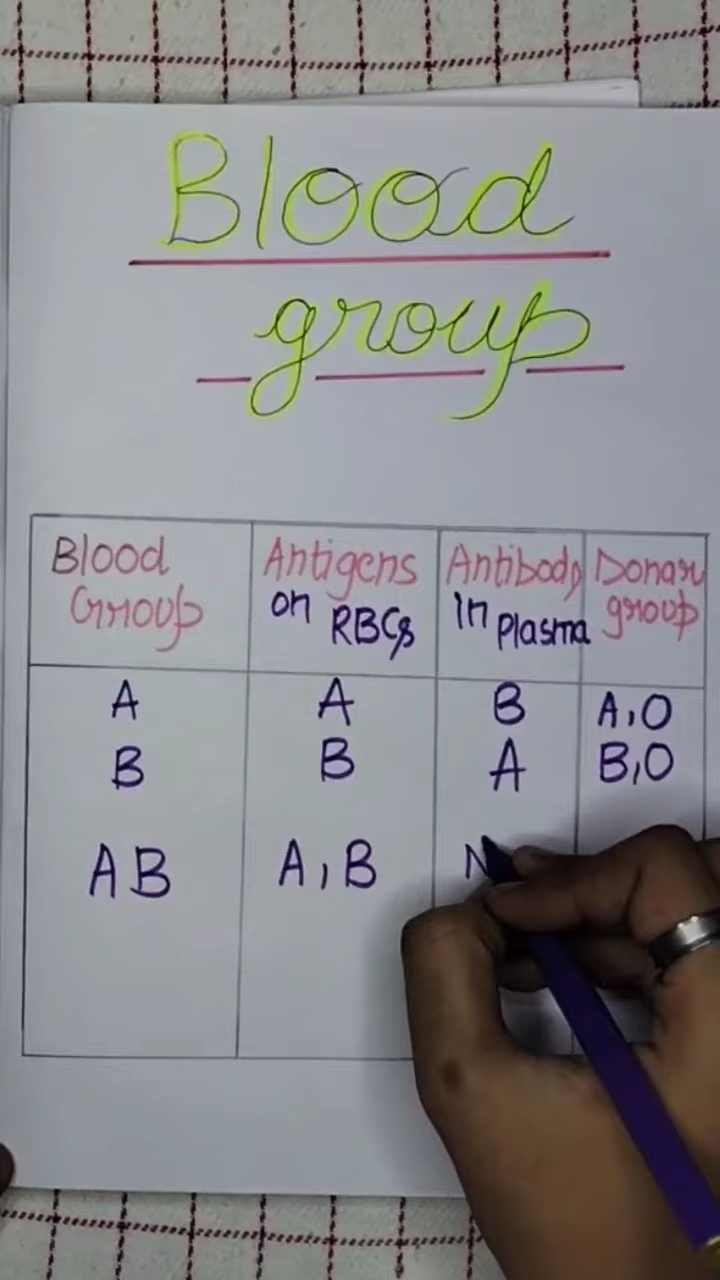 Blood
group
Blood Group Antigens on RBCs Antibody in Plasma Donar group
A A B A,O
B B A B,O
AB A,B N